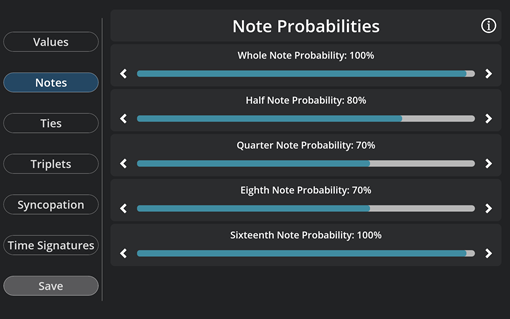 Values
Notes
Ties
Triplets
Syncopation
Time Signatures
Save
Note Probabilities
Whole Note Probability: 100%
Half Note Probability: 80%
Quarter Note Probability: 70%
Eighth Note Probability: 70%
Sixteenth Note Probability: 100%